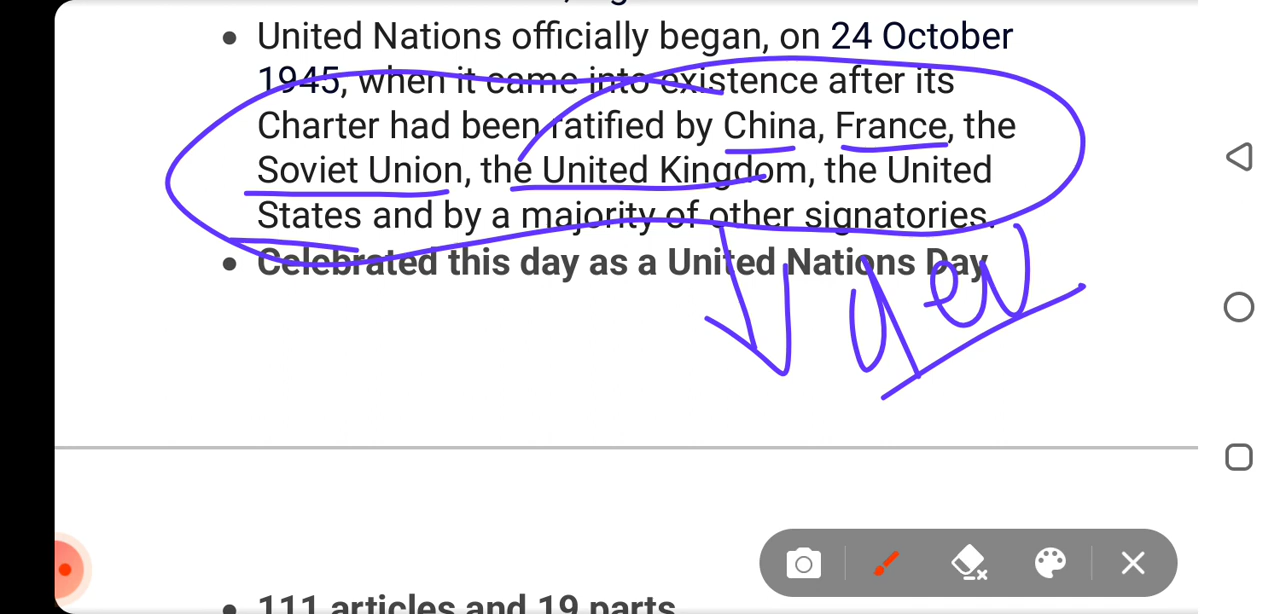 United Nations officially began, on 24 October
1945, when it came into existence after its
Charter had been ratified by China, France, the
Soviet Union, the United Kingdom, the United
States and by a majority of other signatories.
Celebrated this day as a United Nations Day
111 articles and 19 parts